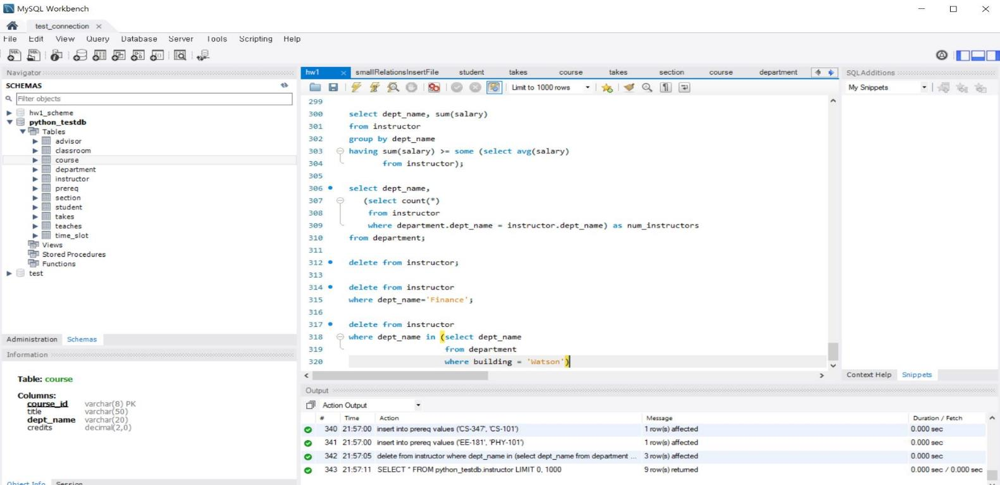 MySQL Workbench
test_connection
File Edit View Query Database Server Tools Scripting Help
Navigator
SCHEMAS
Filter objects
hw1_scheme
python_testdb
Tables
advisor
classroom
course
department
instructor
prereq
section
student
takes
teaches
time_slot
Views
Stored Procedures
Functions
test
Administration Schemas
Information
Table: course
Columns:
course_id varchar(8) PK
title varchar(50)
dept_name varchar(20)
credits decimal(2,0)
Object Info Session
hw1 smallRelationsInsertFile student takes course takes section course department
Limit to 1000 rows
299
300 select dept_name, sum(salary)
301 from instructor
302 group by dept_name
303 having sum(salary) >= some (select avg(salary)
304 from instructor);
305
306 select dept_name,
307 (select count(*)
308 from instructor
309 where department.dept_name = instructor.dept_name) as num_instructors
310 from department;
311
312 delete from instructor;
313
314 delete from instructor
315 where dept_name='Finance';
316
317 delete from instructor
318 where dept_name in (select dept_name
319 from department
320 where building = 'Watson')
SQLAdditions
My Snippets
Context Help Snippets
Output
Action Output
# Time Action Message Duration / Fetch
340 21:57:00 insert into prereq values ('CS-347', 'CS-101') 1 row(s) affected 0.000 sec
341 21:57:00 insert into prereq values ('EE-181', 'PHY-101') 1 row(s) affected 0.000 sec
342 21:57:05 delete from instructor where dept_name in (select dept_name from department ... 3 row(s) affected 0.000 sec
343 21:57:11 SELECT * FROM python_testdb.instructor LIMIT 0, 1000 9 row(s) returned 0.000 sec / 0.000 sec